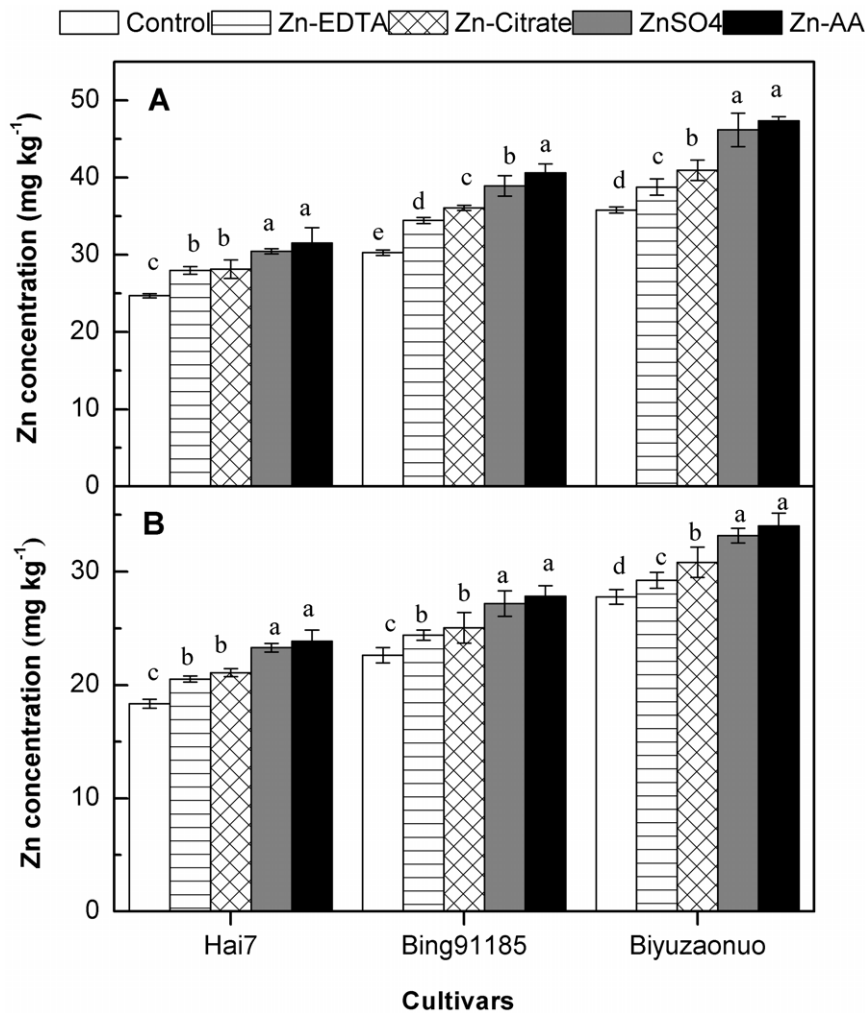 Control Zn-EDTA Zn-Citrate ZnSO4 Zn-AA
A
Zn concentration (mg kg-1)
50
40
30
20
10
0
c b b a a
e d c b a
d c b a a
B
Zn concentration (mg kg-1)
30
20
10
0
c b b a a
c b b a a
d c b a a
Hai7 Bing91185 Biyuzaonuo
Cultivars